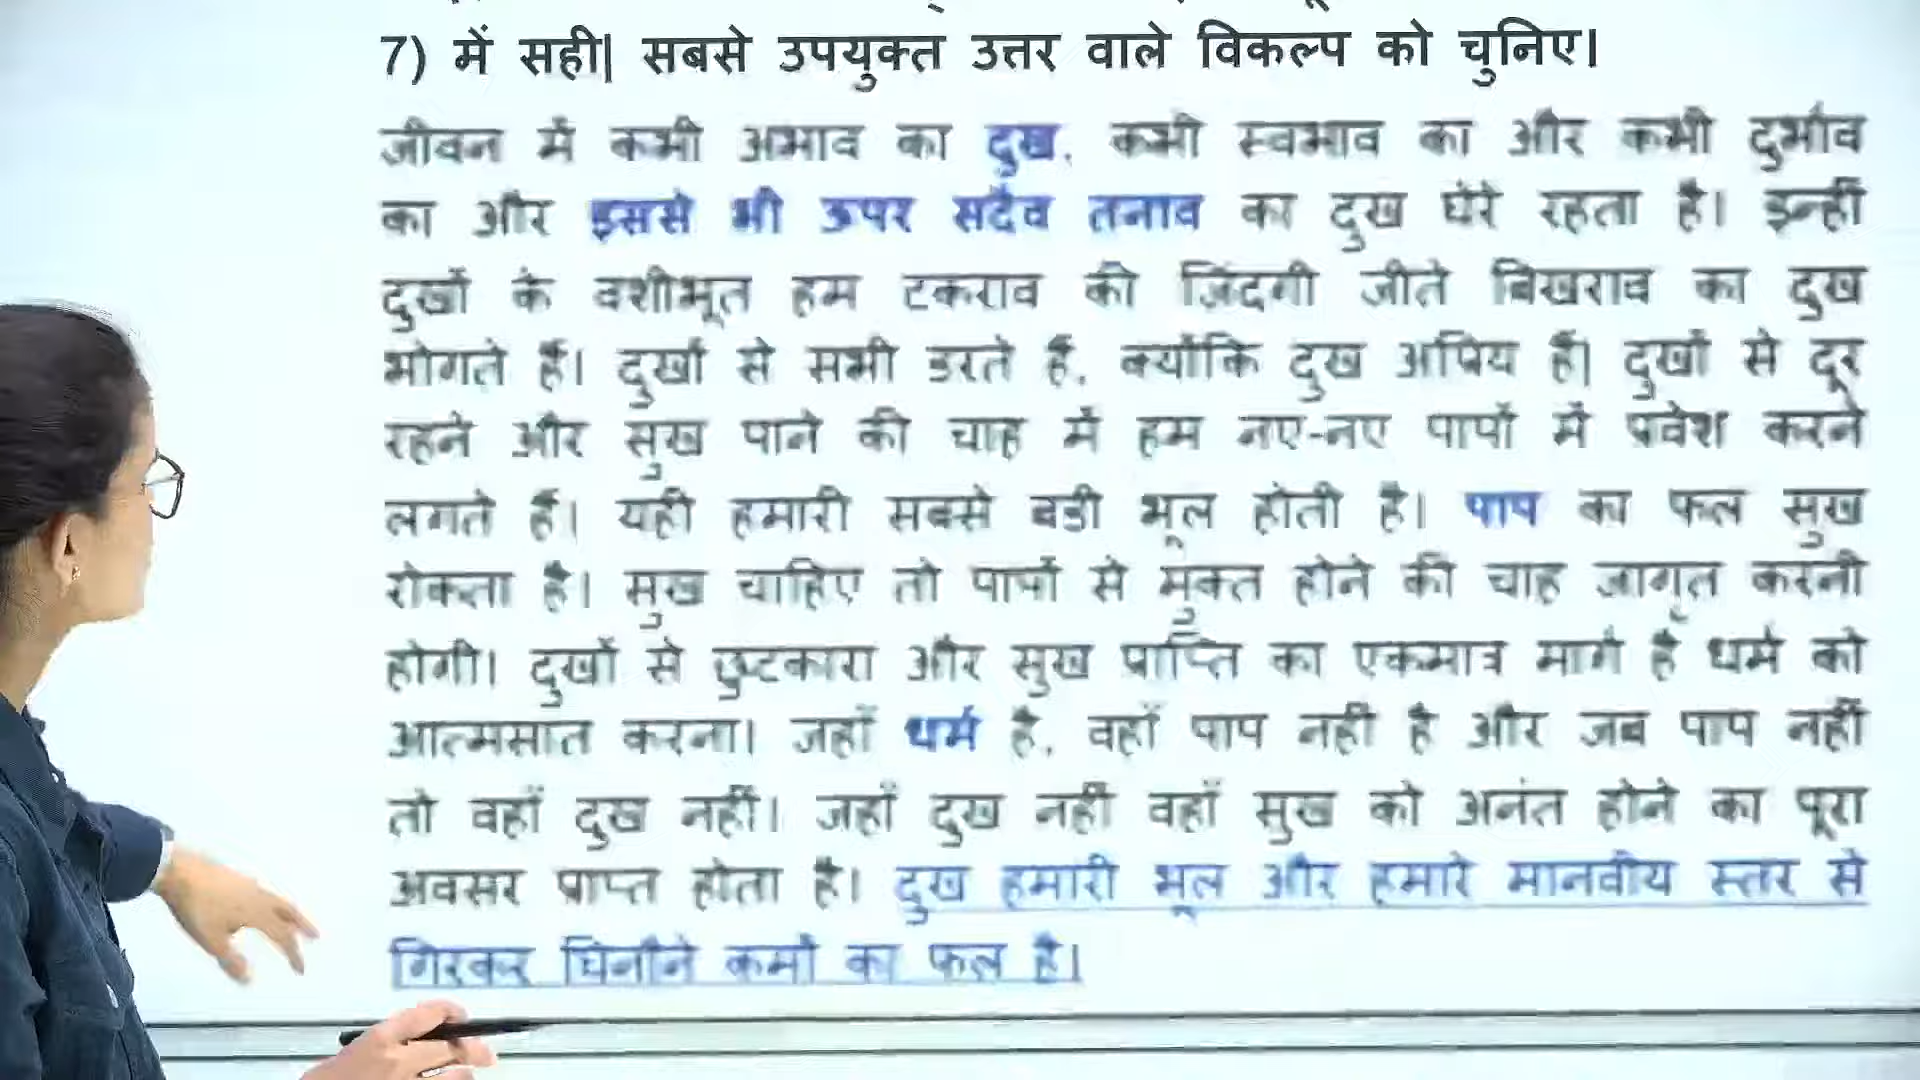 7) में सही| सबसे उपयुक्त उत्तर वाले विकल्प को चुनिए।
जीवन में कभी अभाव का दुख, कभी स्वभाव का और कभी दुर्भाव
का और इससे भी ऊपर सदैव तनाव का दुख घेरे रहता है। इन्हीं
दुखों के वशीभूत हम टकराव की जिंदगी जीते बिखराव का दुख
भोगते हैं। दुखों से सभी डरते हैं, क्योंकि दुख अप्रिय हैं| दुखों से दूर
रहने और सुख पाने की चाह में हम नए-नए पापों में प्रवेश करने
लगते हैं। यही हमारी सबसे बडी भूल होती है। पाप का फल सुख
रोकता है। सुख चाहिए तो पापों से मुक्त होने की चाह जागृत करनी
होगी। दुखों से छुटकारा और सुख प्राप्ति का एकमात्र मार्ग है धर्म को
आत्मसात करना। जहाँ धर्म है, वहाँ पाप नहीं है और जब पाप नहीं
तो वहाँ दुख नहीं। जहाँ दुख नहीं वहाँ सुख को अनंत होने का पूरा
अवसर प्राप्त होता है। दुख हमारी भूल और हमारे मानवीय स्तर से
गिरकर घिनौने कर्मों का फल है।